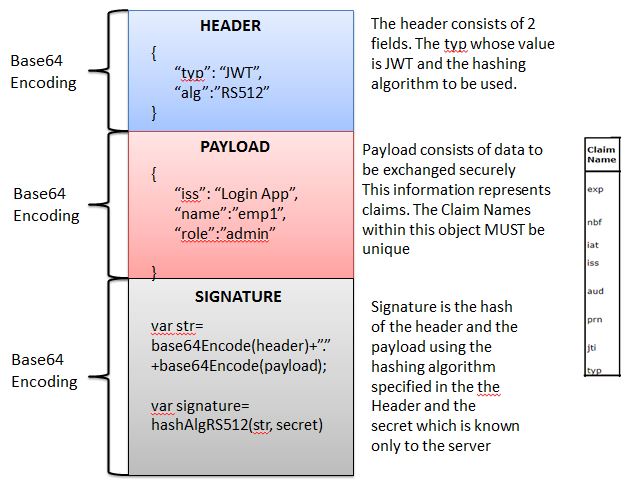 HEADER
{
“typ”: “JWT”,
“alg”:”RS512”
}
Base64
Encoding
The header consists of 2
fields. The typ whose value
is JWT and the hashing
algorithm to be used.
PAYLOAD
{
“iss”: “Login App”,
“name”:”emp1”,
“role”:”admin”
}
Base64
Encoding
Payload consists of data to
be exchanged securely
This information represents
claims. The Claim Names
within this object MUST be
unique
Claim
Name
exp
nbf
iat
iss
aud
prn
jti
typ
SIGNATURE
var str=
base64Encode(header)+”.”
+base64Encode(payload);
var signature=
hashAlgRS512(str, secret)
Base64
Encoding
Signature is the hash
of the header and the
payload using the
hashing algorithm
specified in the the
Header and the
secret which is known
only to the server